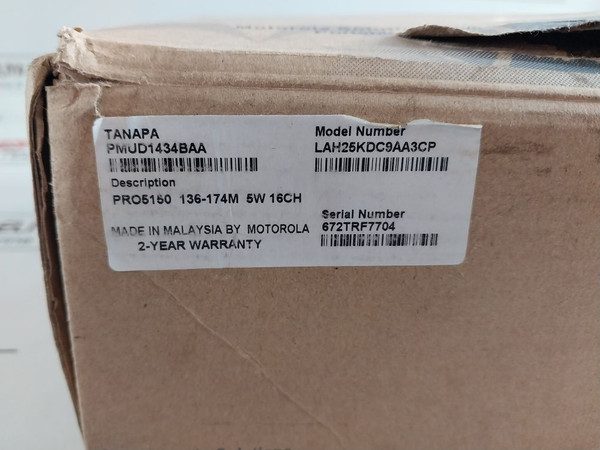 TANAPA
PMUD1434BAA
Description
PRO5150 136-174M 5W 16CH
MADE IN MALAYSIA BY MOTOROLA
2-YEAR WARRANTY
Model Number
LAH25KDC9AA3CP
Serial Number
672TRF7704